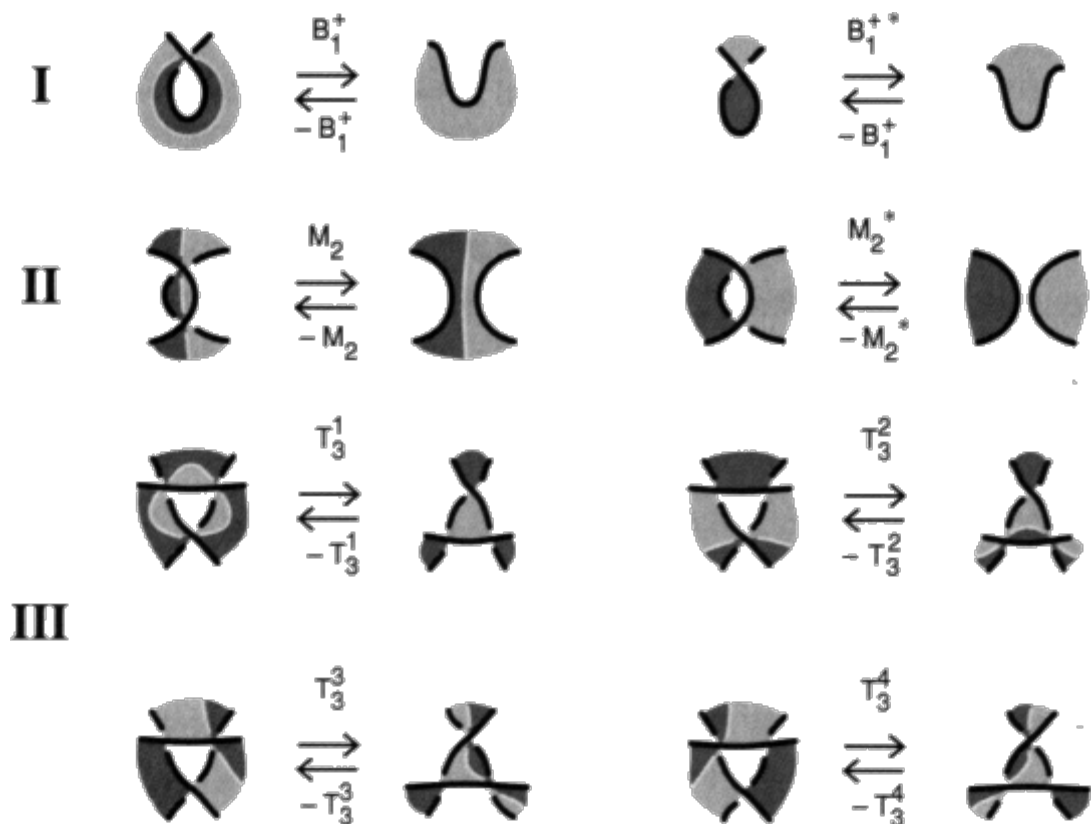 I
B₁⁺
– B₁⁺
B₁⁺*
– B₁⁺
II
M₂
– M₂
M₂*
– M₂*
T₃¹
– T₃¹
T₃²
– T₃²
III
T₃³
– T₃³
T₃⁴
– T₃⁴